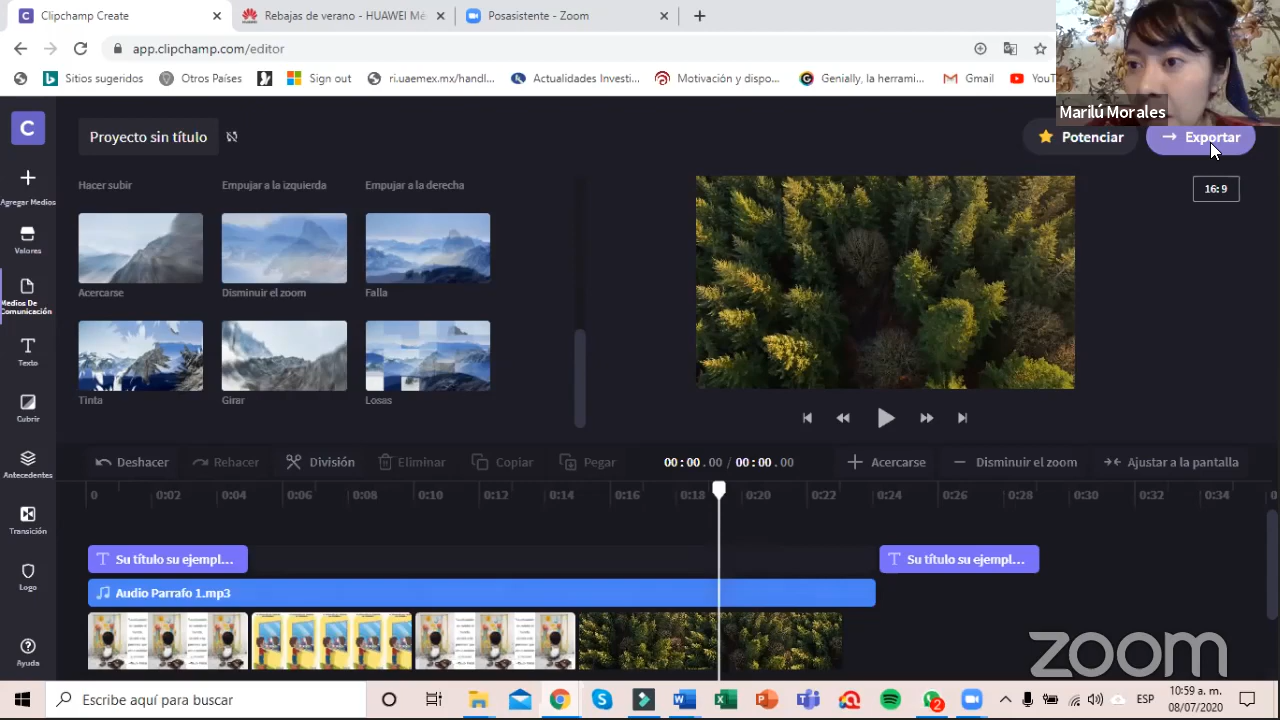 Clipchamp Create
Rebajas de verano - HUAWEI Mé
Posasistente - Zoom
app.clipchamp.com/editor
Sitios sugeridos
Otros Países
Sign out
ri.uaemex.mx/handl...
Actualidades Investi...
Motivación y dispo...
Genially, la herrami...
Gmail
YouT
Marilú Morales
C
Proyecto sin título
Potenciar
Exportar
16:9
Agregar Medios
Valores
Medios De
Comunicación
Texto
Cubrir
Antecedentes
Transición
Logo
Ayuda
Hacer subir
Empujar a la izquierda
Empujar a la derecha
Acercarse
Disminuir el zoom
Falla
Tinta
Girar
Losas
Deshacer
Rehacer
División
Eliminar
Copiar
Pegar
00:00.00 / 00:00.00
Acercarse
Disminuir el zoom
Ajustar a la pantalla
0 0:02 0:04 0:06 0:08 0:10 0:12 0:14 0:16 0:18 0:20 0:22 0:24 0:26 0:28 0:30 0:32 0:34 0
Su título su ejempl...
Su título su ejempl...
Audio Parrafo 1.mp3
zoom
Escribe aquí para buscar
2
ESP
10:59 a. m.
08/07/2020